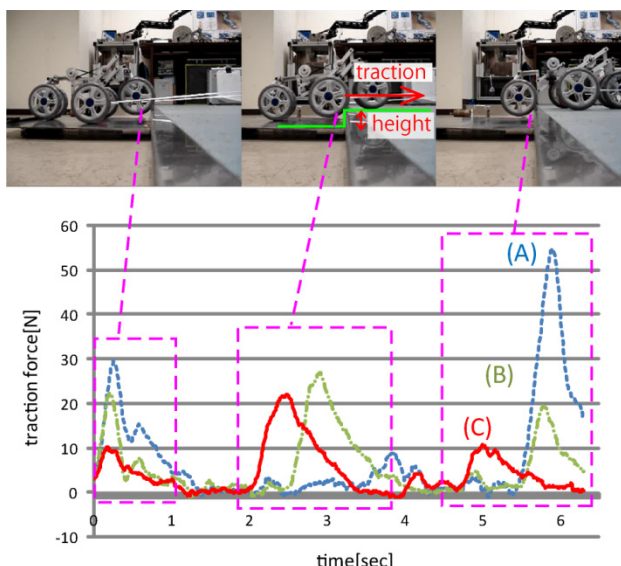 traction
height
traction force[N]
60
50
40
30
20
10
0
-10
(A)
(B)
(C)
0 1 2 3 4 5 6
time[sec]